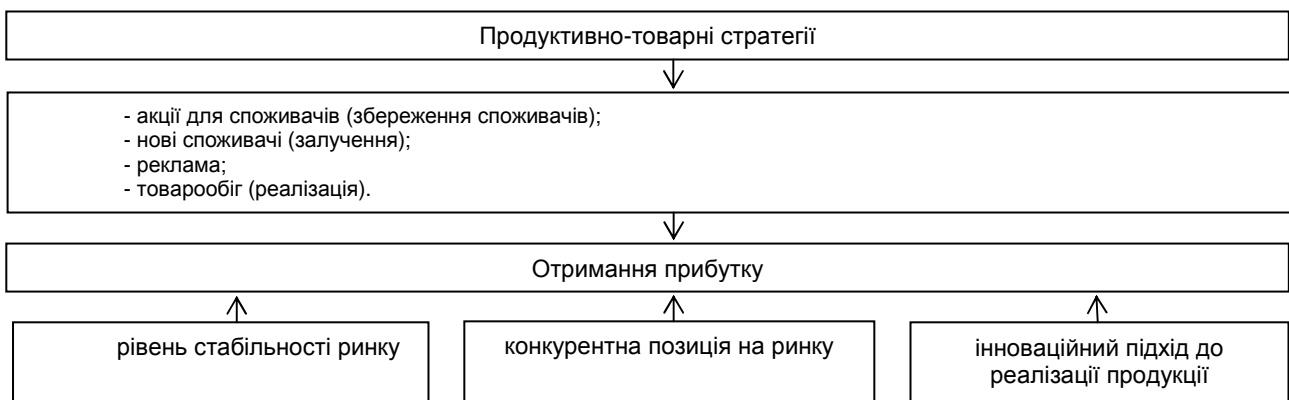 Продуктивно-товарні стратегії
- акції для споживачів (збереження споживачів);
- нові споживачі (залучення);
- реклама;
- товарообіг (реалізація).
Отримання прибутку
рівень стабільності ринку
конкурентна позиція на ринку
інноваційний підхід до
реалізації продукції